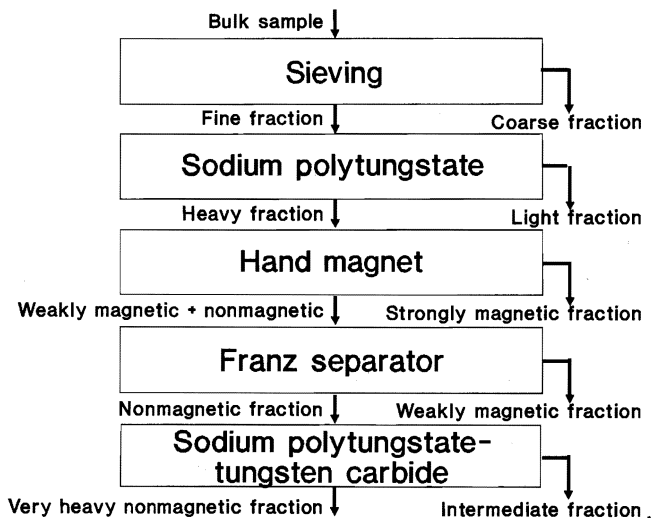 Bulk sample
Sieving
Fine fraction
Coarse fraction
Sodium polytungstate
Heavy fraction
Light fraction
Hand magnet
Weakly magnetic + nonmagnetic
Strongly magnetic fraction
Franz separator
Nonmagnetic fraction
Weakly magnetic fraction
Sodium polytungstate-
tungsten carbide
Very heavy nonmagnetic fraction
Intermediate fraction.